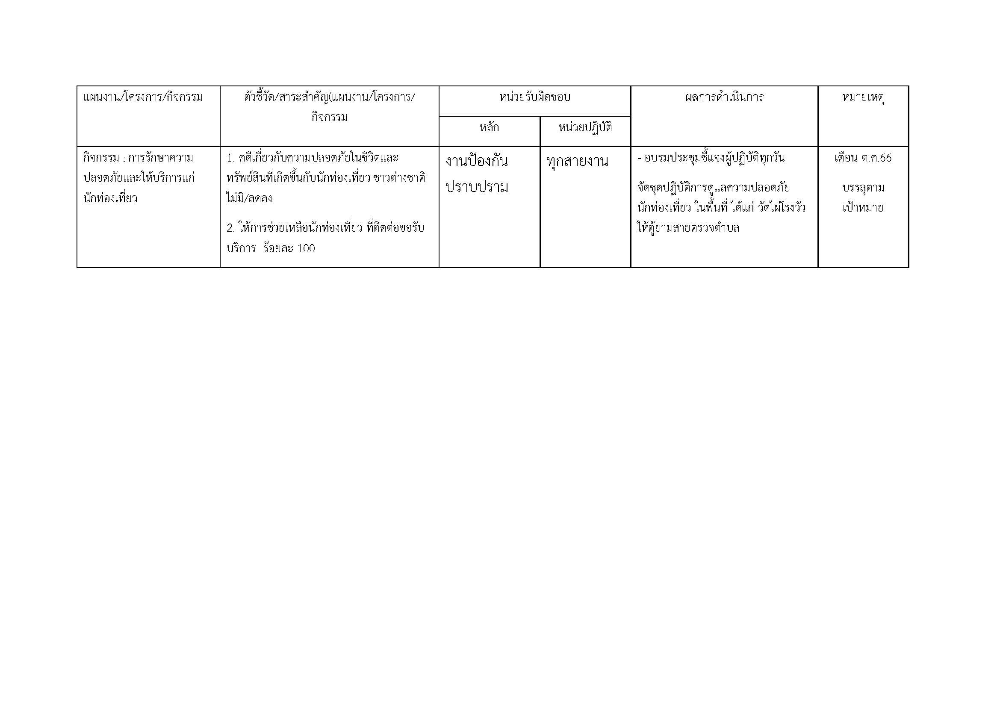 แผนงาน/โครงการ/กิจกรรม
ตัวชี้วัด/สาระสำคัญ(แผนงาน/โครงการ/
กิจกรรม
หน่วยรับผิดชอบ
หลัก
หน่วยปฏิบัติ
ผลการดำเนินการ
หมายเหตุ
กิจกรรม : การรักษาความ
ปลอดภัยและให้บริการแก่
นักท่องเที่ยว
1. คดีเกี่ยวกับความปลอดภัยในชีวิตและ
ทรัพย์สินที่เกิดขึ้นกับนักท่องเที่ยว ชาวต่างชาติ
ไม่มี/ลดลง
2. ให้การช่วยเหลือนักท่องเที่ยว ที่ติดต่อขอรับ
บริการ  ร้อยละ 100
งานป้องกัน
ปราบปราม
ทุกสายงาน
- อบรมประชุมชี้แจงผู้ปฏิบัติทุกวัน
จัดชุดปฏิบัติการดูแลความปลอดภัย
นักท่องเที่ยว ในพื้นที่ ได้แก่ วัดไผ่โรงวัว
ให้ตู้ยามสายตรวจตำบล
เดือน ต.ค.66
บรรลุตาม
เป้าหมาย